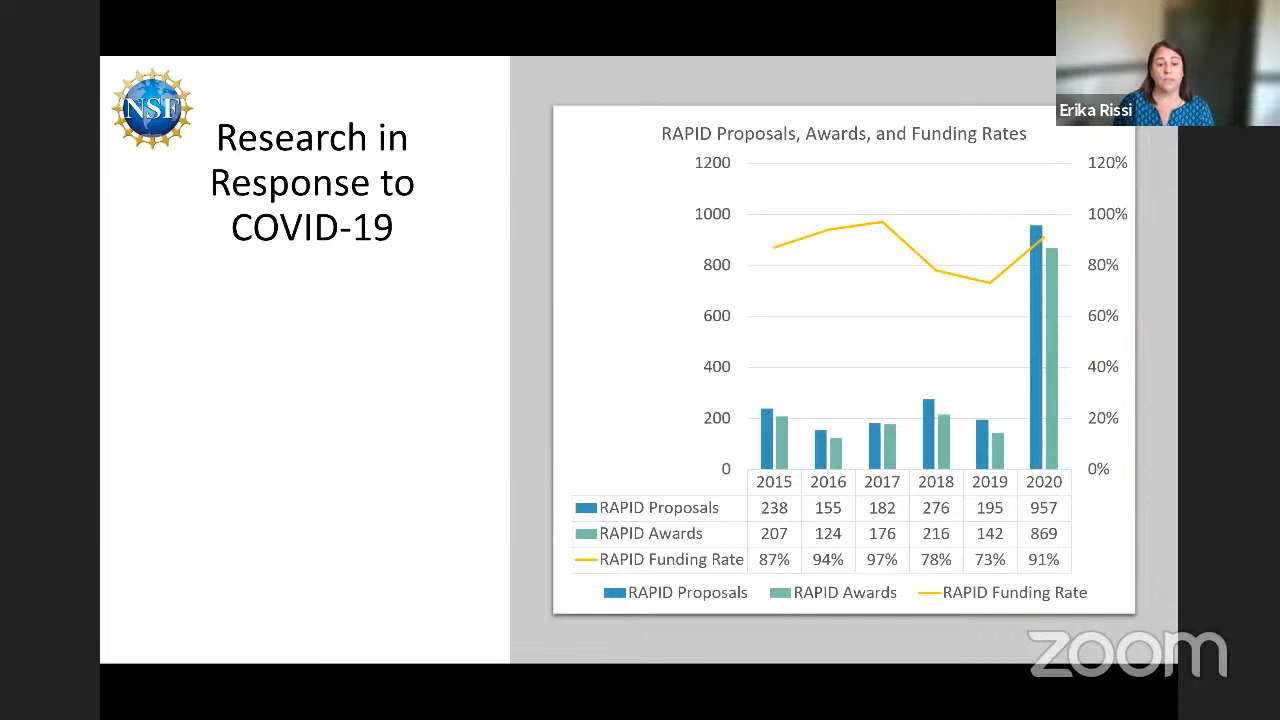 NSF
Research in
Response to
COVID-19
Erika Rissi
RAPID Proposals, Awards, and Funding Rates
1200 120%
1000 100%
800 80%
600 60%
400 40%
200 20%
0 0%
2015 2016 2017 2018 2019 2020
RAPID Proposals 238 155 182 276 195 957
RAPID Awards 207 124 176 216 142 869
RAPID Funding Rate 87% 94% 97% 78% 73% 91%
RAPID Proposals RAPID Awards RAPID Funding Rate
zoom